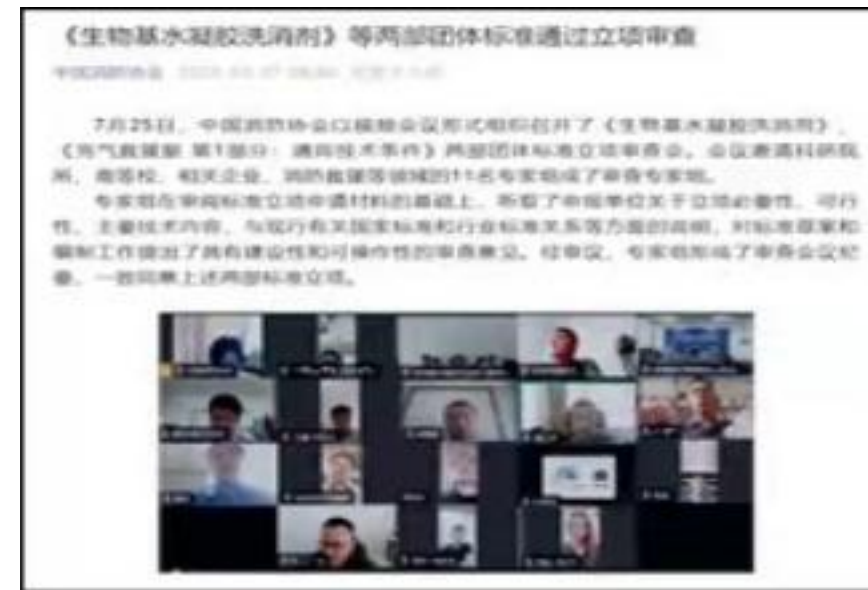 《生物基水凝胶洗消剂》等两部团体标准通过立项审查
中国消防协会
7月25日，中国消防协会以视频会议形式组织召开了《生物基水凝胶洗消剂》、
《充气救援艇 第1部分：通用技术条件》两部团体标准立项审查会。会议邀请科研院
所、高等校、相关企业、消防救援等领域的11名专家组成了审查专家组。
专家组在审阅标准立项申请材料的基础上，听取了申报单位关于立项必要性、可行
性、主要技术内容、与现行有关国家标准和行业标准关系等方面的说明，对标准草案和
编制工作提出了具有建设性和可操作性的审查意见。经审议，专家组形成了审查会议纪
要，一致同意上述两部标准立项。